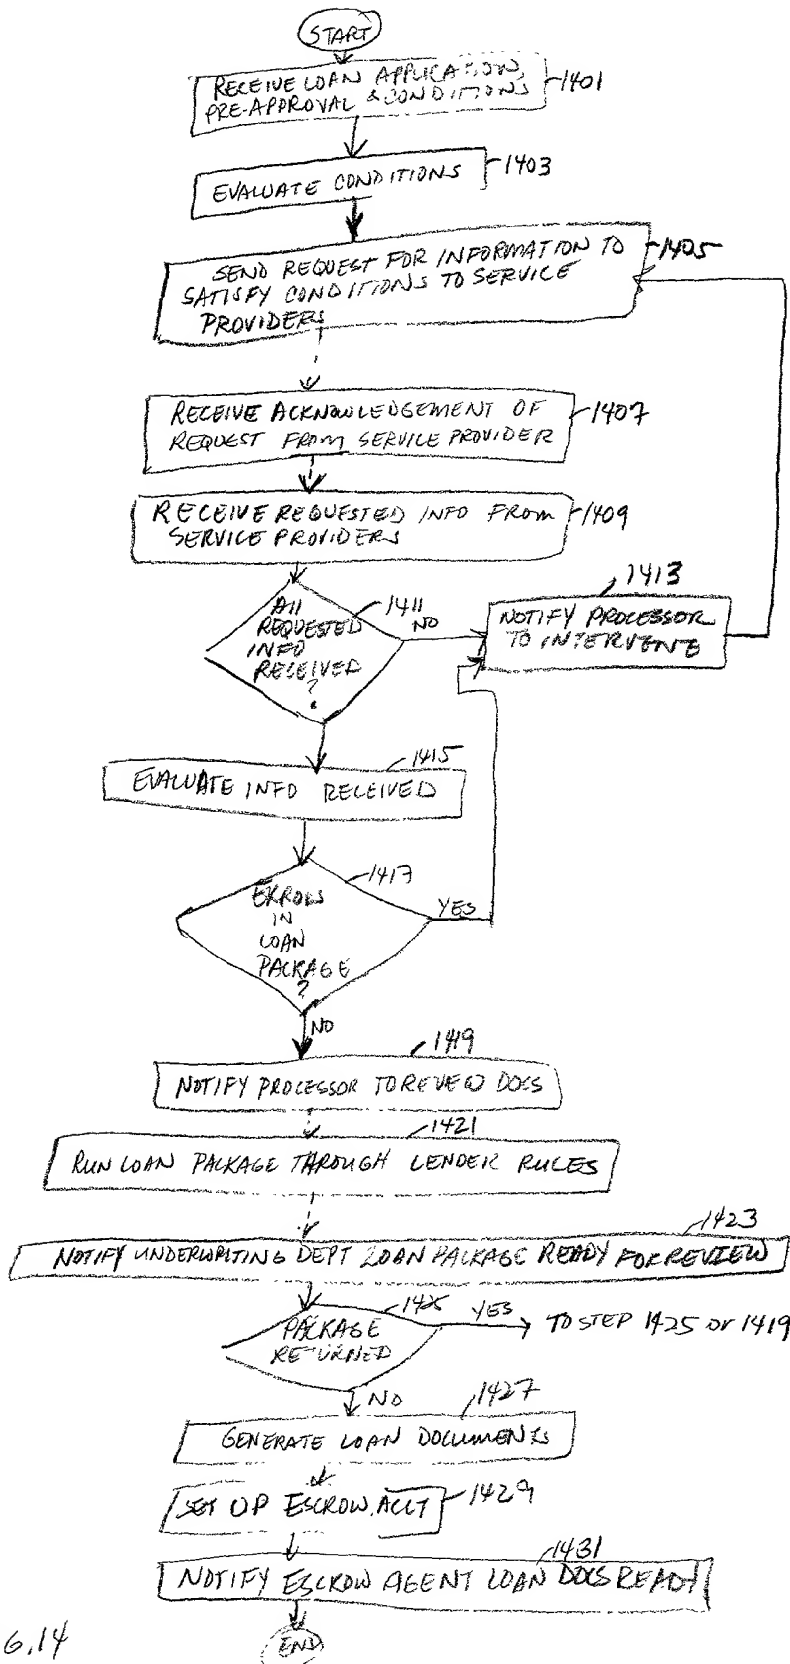 START
RECEIVE LOAN APPLICATION,
PRE-APPROVAL & CONDITIONS
1401
EVALUATE CONDITIONS
1403
SEND REQUEST FOR INFORMATION TO
SATISFY CONDITIONS TO SERVICE
PROVIDERS
1405
RECEIVE ACKNOWLEDGEMENT OF
REQUEST FROM SERVICE PROVIDER
1407
RECEIVE REQUESTED INFO FROM
SERVICE PROVIDERS
1409
All
REQUESTED
INFO
RECEIVED
?
1411
NO
1413
NOTIFY PROCESSOR
TO INTERVENE
1415
EVALUATE INFO RECEIVED
1417
ERRORS
IN
LOAN
PACKAGE
?
YES
NO
1419
NOTIFY PROCESSOR TO REVEW DOCS
1421
RUN LOAN PACKAGE THROUGH LENDER RULES
1423
NOTIFY UNDERWRITING DEPT LOAN PACKAGE READY FOR REVIEW
1425
PACKAGE
RETURNED
YES
TO STEP 1425 or 1419
NO
1427
GENERATE LOAN DOCUMENTS
SET UP ESCROW ACCT
1429
1431
NOTIFY ESCROW AGENT LOAN DOCS READY
END
6.14